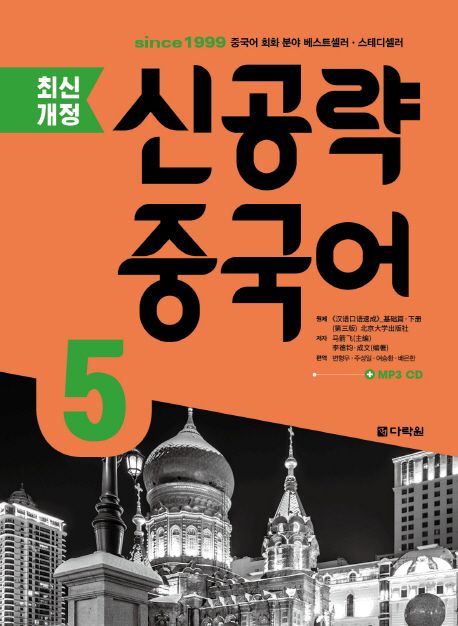 since1999 중국어 회화 분야 베스트셀러 · 스테디셀러
최신
개정
신공략
중국어
원제 《汉语口语速成》_基础篇·下册
(第三版) 北京大学出版社
저자 马箭飞(主编)
李德钧·成文(编著)
편역 변형우·주성일·여승환·배은한
+ MP3 CD
5
다락원